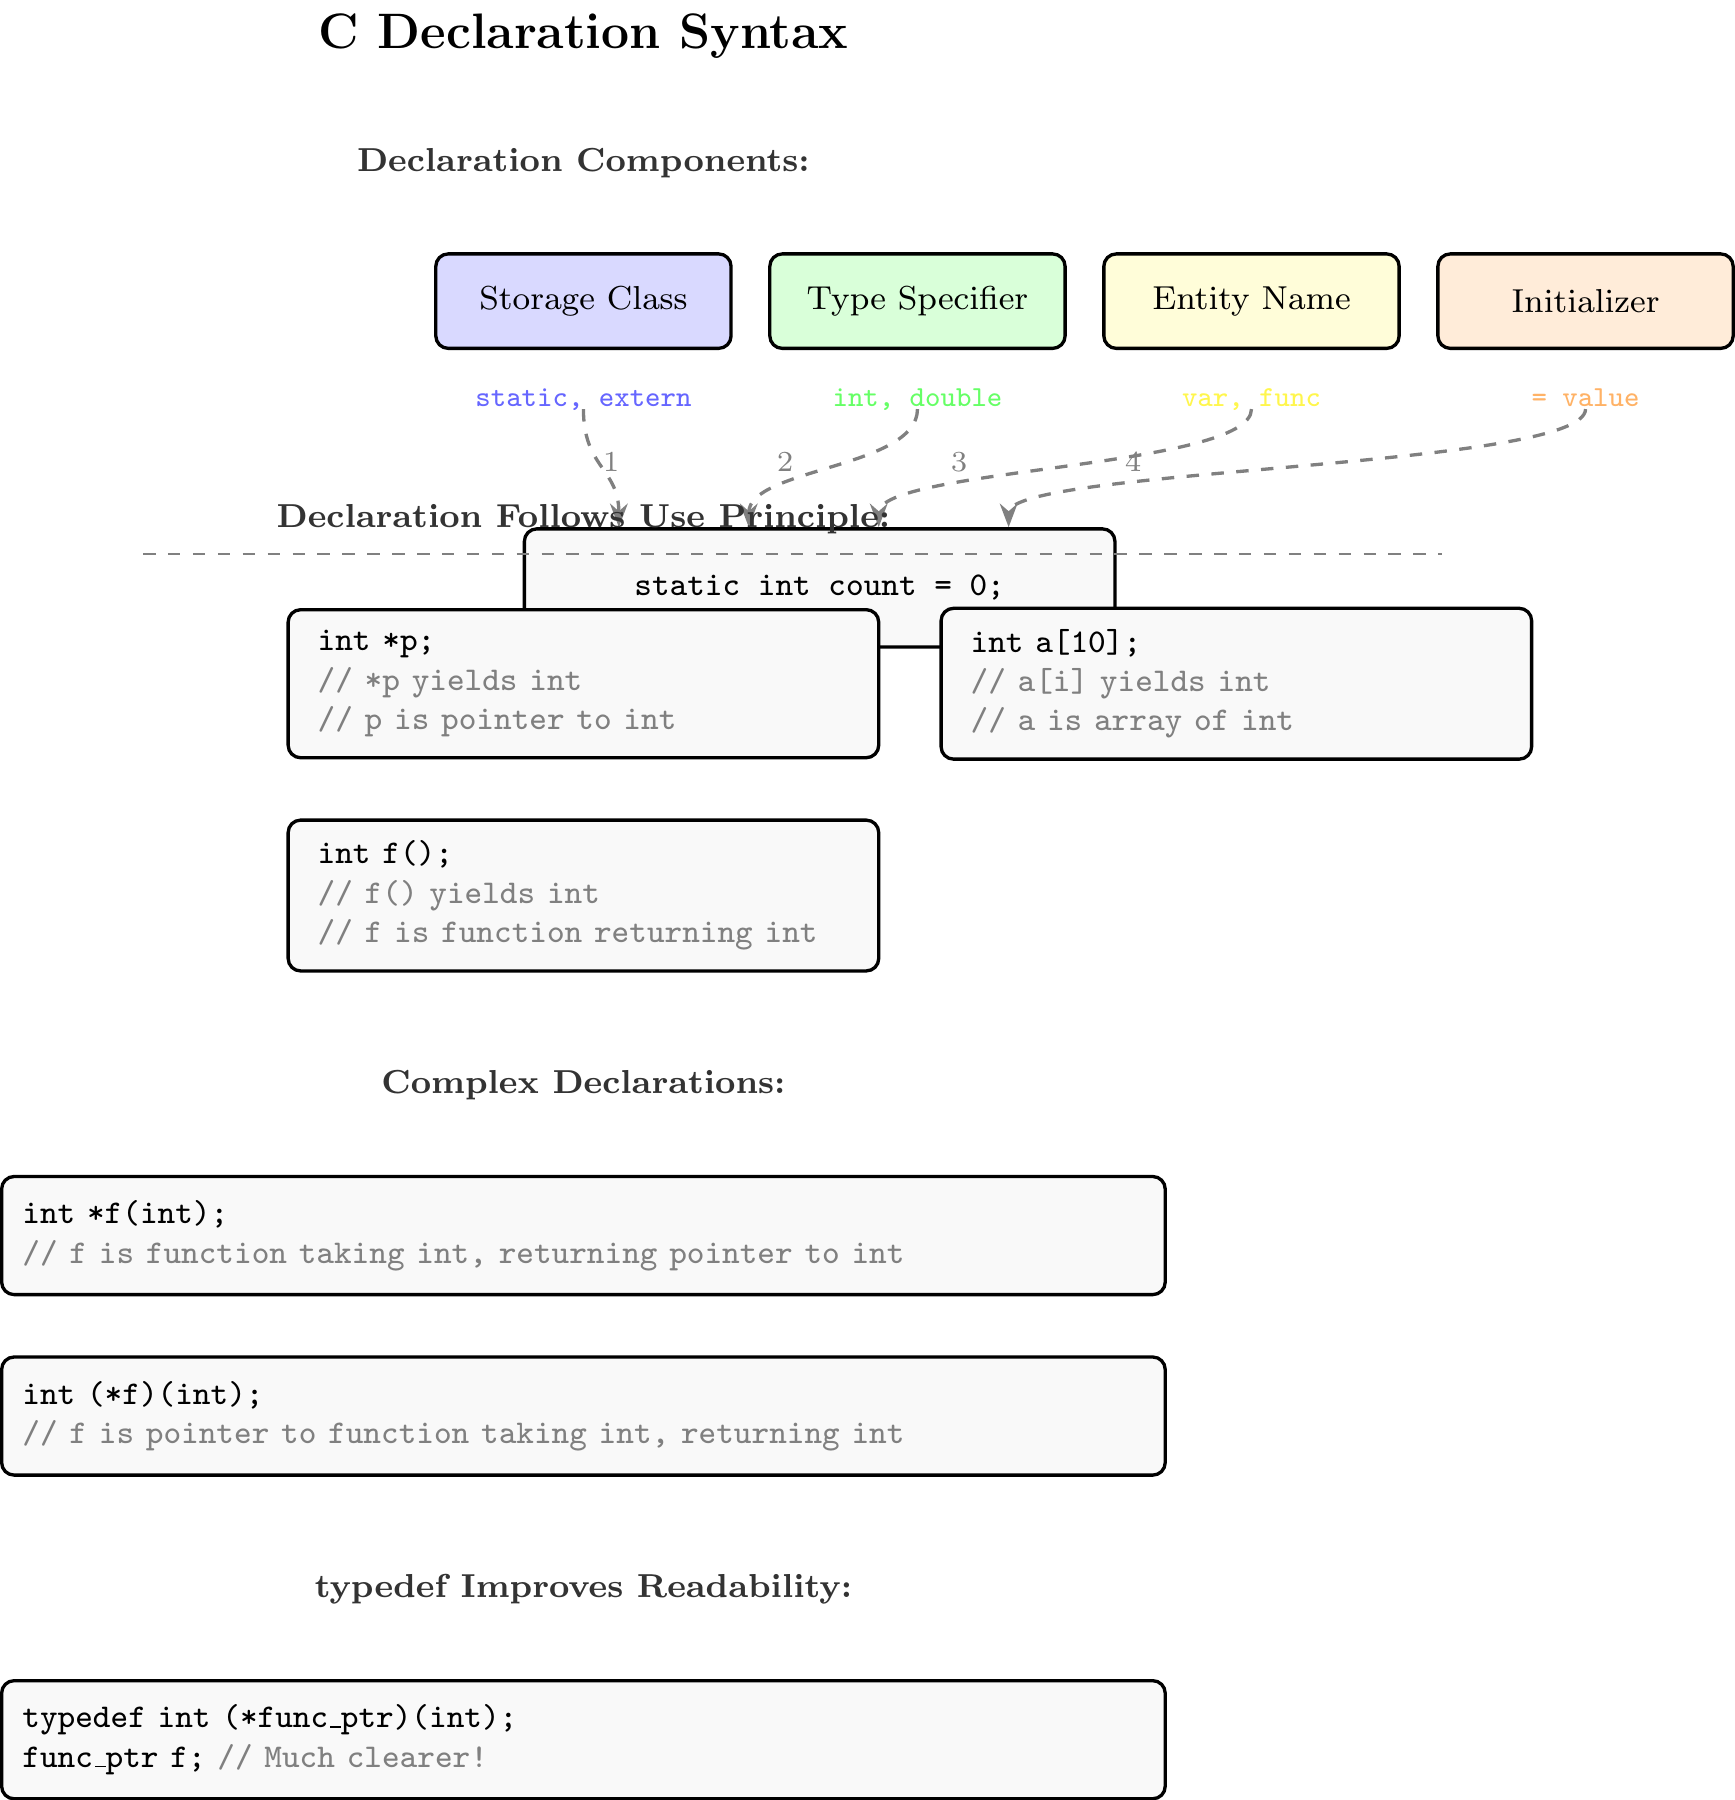 C Declaration Syntax
Declaration Components:
Storage Class
Type Specifier
Entity Name
Initializer
static, extern
int, double
var, func
= value
1
2
3
4
Declaration Follows Use Principle:
static int count = 0;
int *p;
// *p yields int
// p is pointer to int
int a[10];
// a[i] yields int
// a is array of int
int f();
// f() yields int
// f is function returning int
Complex Declarations:
int *f(int);
// f is function taking int, returning pointer to int
int (*f)(int);
// f is pointer to function taking int, returning int
typedef Improves Readability:
typedef int (*func_ptr)(int);
func_ptr f; // Much clearer!